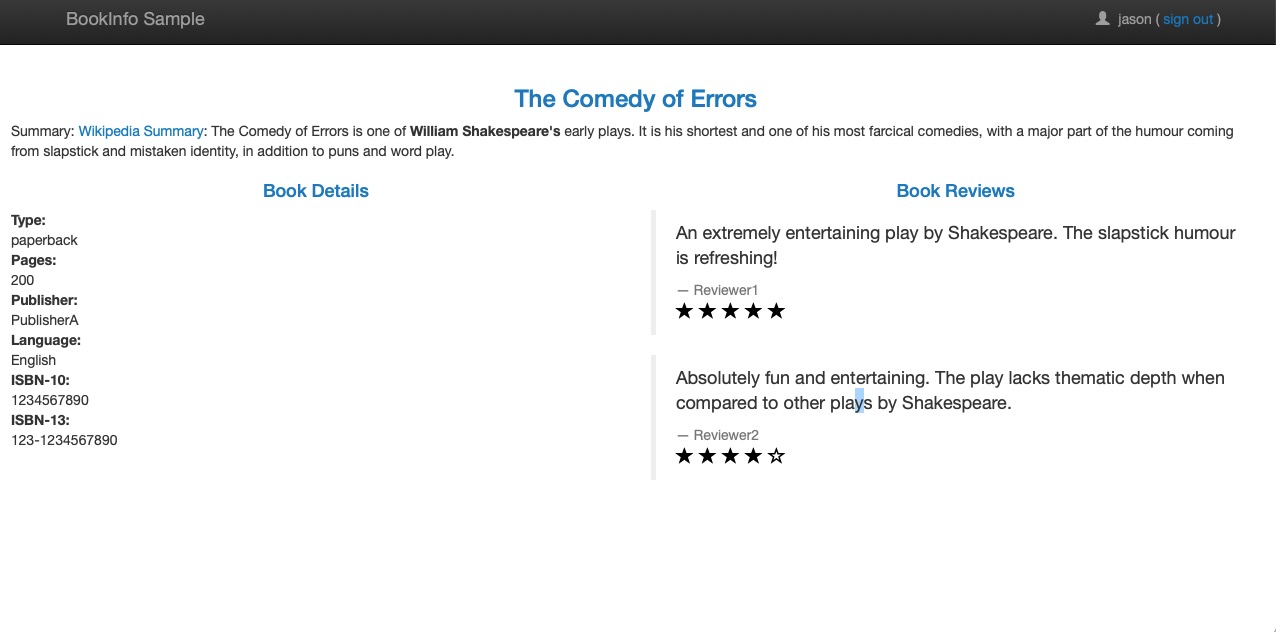 BookInfo Sample
jason ( sign out )
The Comedy of Errors
Summary: Wikipedia Summary: The Comedy of Errors is one of William Shakespeare's early plays. It is his shortest and one of his most farcical comedies, with a major part of the humour coming
from slapstick and mistaken identity, in addition to puns and word play.
Book Details
Type:
paperback
Pages:
200
Publisher:
PublisherA
Language:
English
ISBN-10:
1234567890
ISBN-13:
123-1234567890
Book Reviews
An extremely entertaining play by Shakespeare. The slapstick humour
is refreshing!
— Reviewer1
★★★★★
Absolutely fun and entertaining. The play lacks thematic depth when
compared to other plays by Shakespeare.
— Reviewer2
★★★★☆